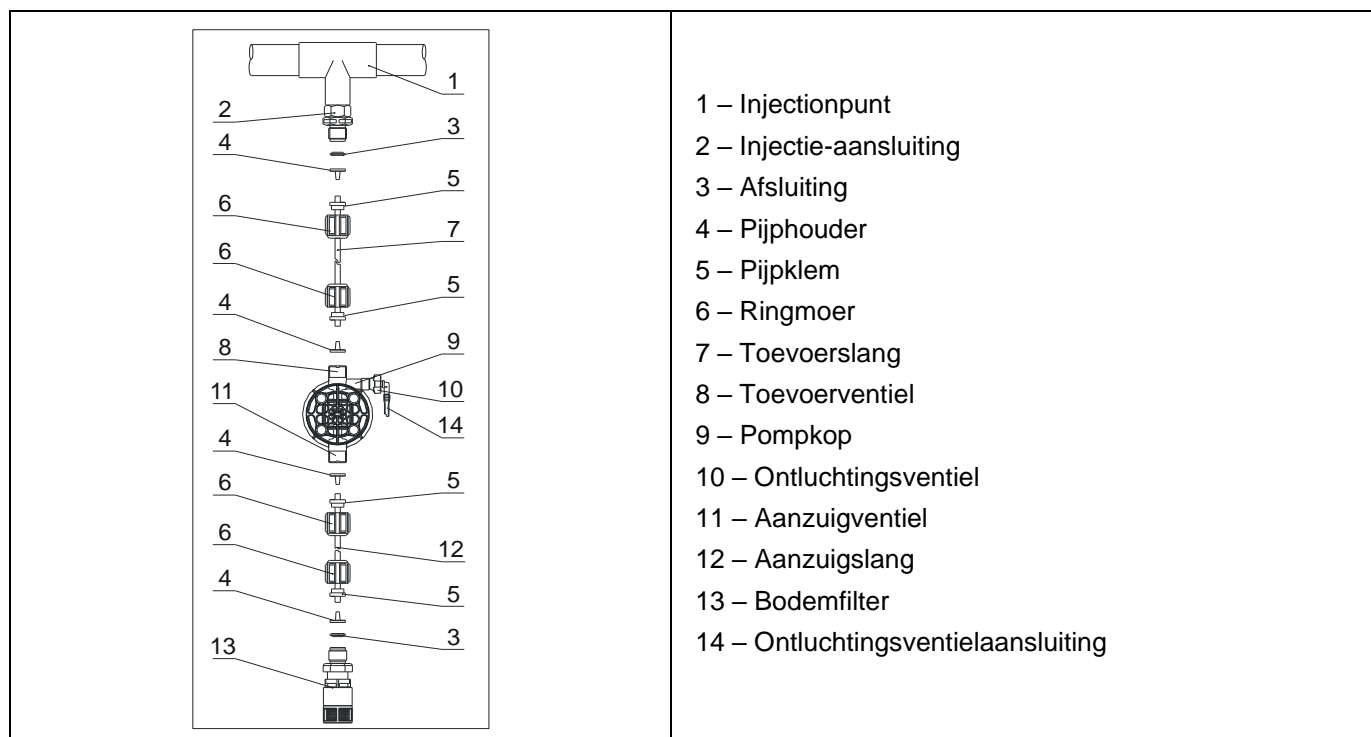 1
2
3
4
5
6
7
6
5
4
8
9
10
11
14
4
5
6
6
12
5
4
3
13
1 – Injectionpunt
2 – Injectie-aansluiting
3 – Afsluiting
4 – Pijphouder
5 – Pijpklem
6 – Ringmoer
7 – Toevoerslang
8 – Toevoerventiel
9 – Pompkop
10 – Ontluchtingsventiel
11 – Aanzuigventiel
12 – Aanzuigslang
13 – Bodemfilter
14 – Ontluchtingsventielaansluiting